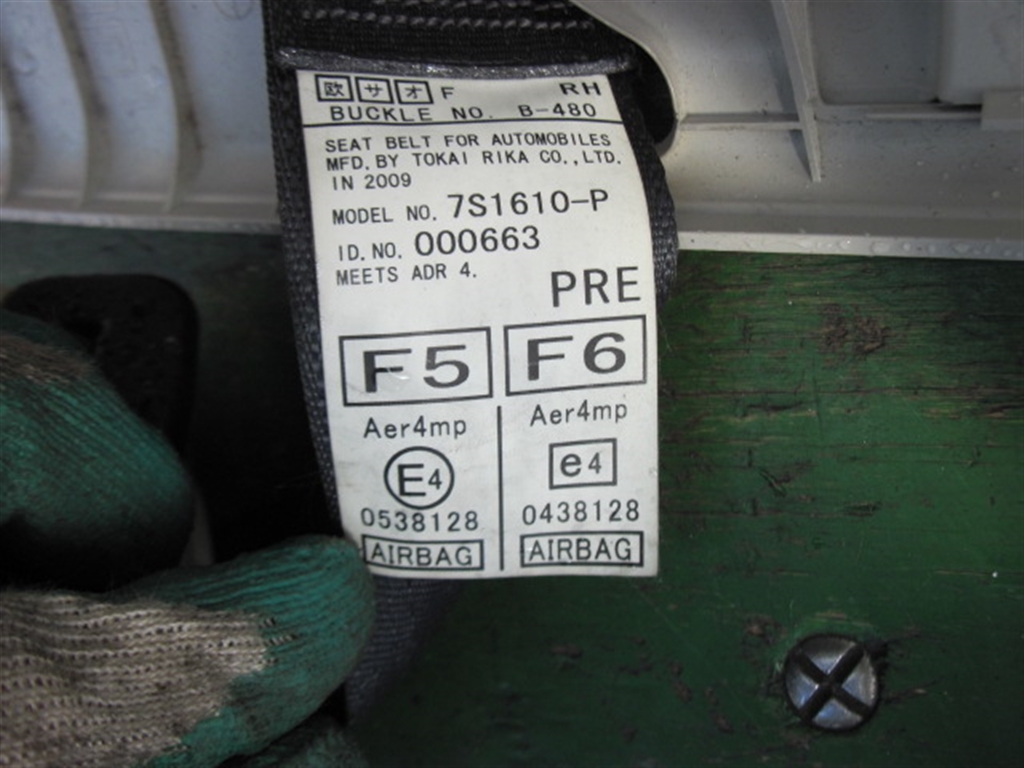 欧 サ オ F RH
BUCKLE NO. B-480
SEAT BELT FOR AUTOMOBILES
MFD. BY TOKAI RIKA CO., LTD.
IN 2009
MODEL NO. 7S1610-P
ID. NO. 000663
MEETS ADR 4.
PRE
F5 F6
Aer4mp Aer4mp
E4 e4
0538128 0438128
AIRBAG AIRBAG